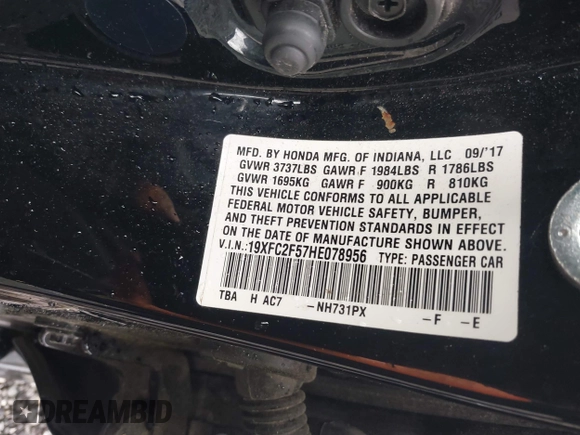 MFD. BY HONDA MFG. OF INDIANA, LLC 09/'17
GVWR 3737LBS GAWR F 1984LBS R 1786LBS
GVWR 1695KG GAWR F 900KG R 810KG
THIS VEHICLE CONFORMS TO ALL APPLICABLE
FEDERAL MOTOR VEHICLE SAFETY, BUMPER,
AND THEFT PREVENTION STANDARDS IN EFFECT
ON THE DATE OF MANUFACTURE SHOWN ABOVE.
V.I.N.: 19XFC2F57HE078956 TYPE: PASSENGER CAR
TBA H AC7 -NH731PX -F -E
DREAMBID